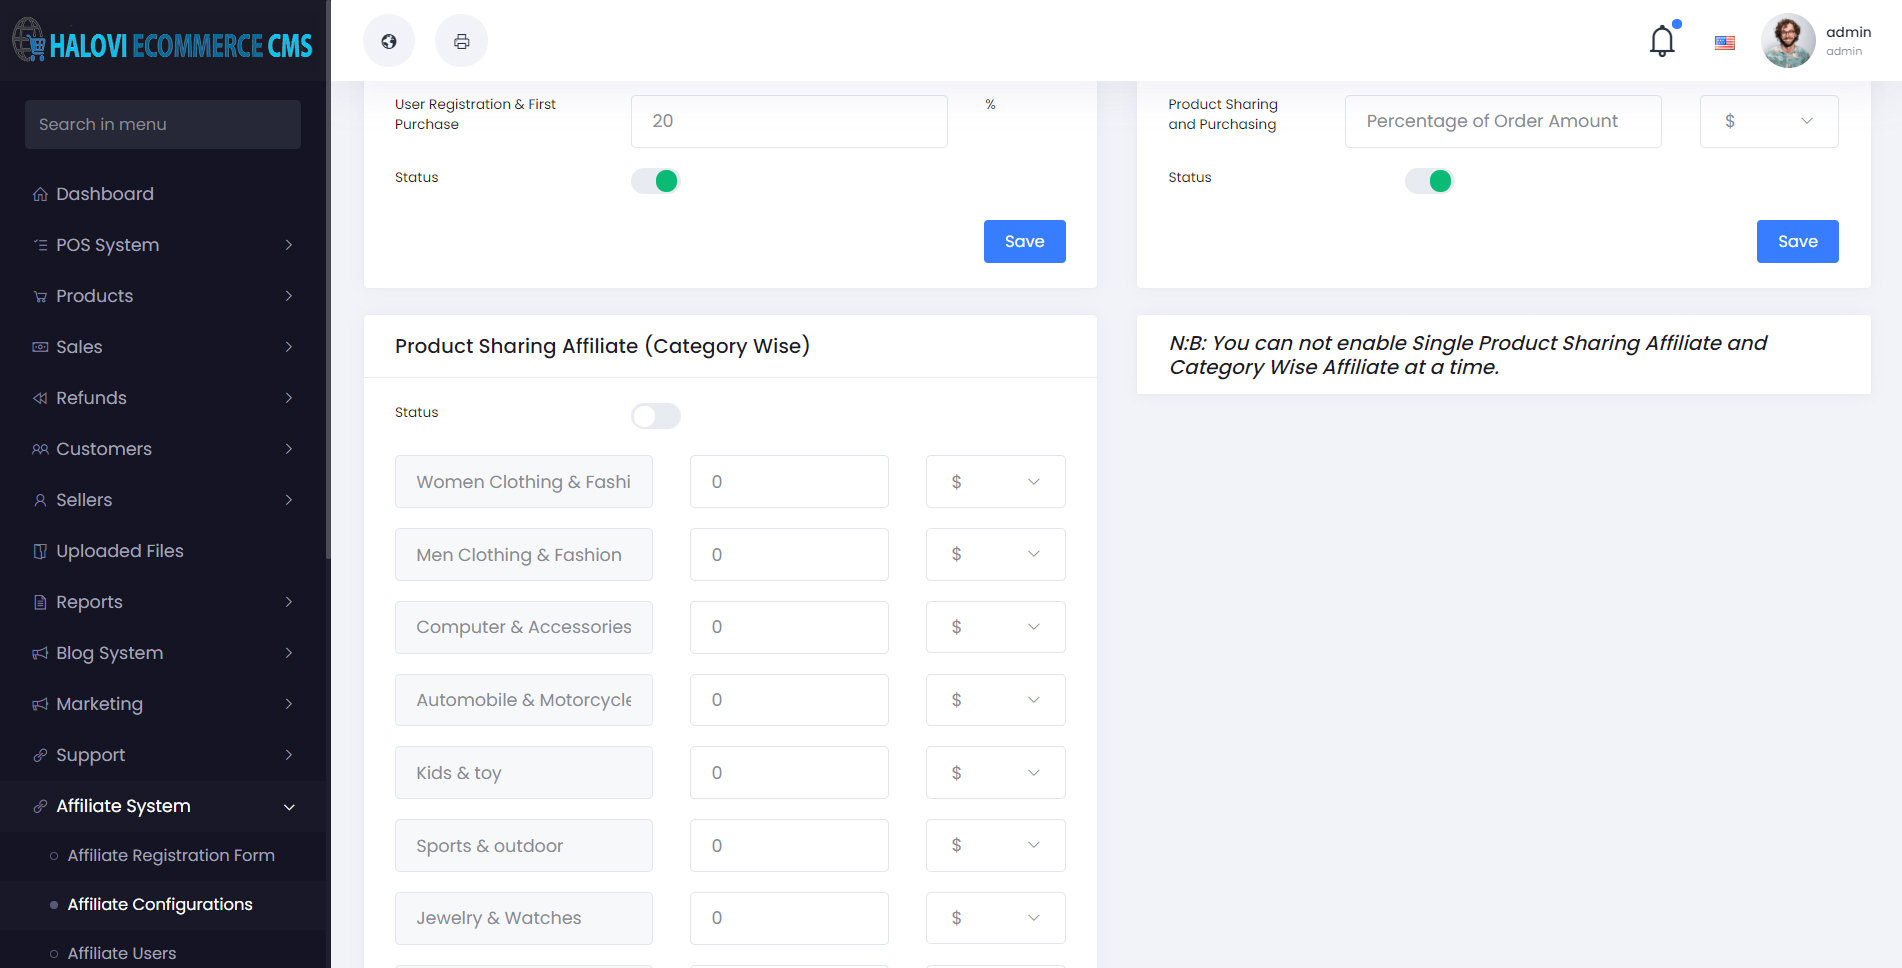 HALOVI ECOMMERCE CMS
Search in menu
Dashboard
POS System
Products
Sales
Refunds
Customers
Sellers
Uploaded Files
Reports
Blog System
Marketing
Support
Affiliate System
Affiliate Registration Form
Affiliate Configurations
Affiliate Users
admin
admin
User Registration & First
Purchase
20
%
Status
Save
Product Sharing
and Purchasing
Percentage of Order Amount
$
Status
Save
Product Sharing Affiliate (Category Wise)
Status
Women Clothing & Fashi
0
$
Men Clothing & Fashion
0
$
Computer & Accessories
0
$
Automobile & Motorcycle
0
$
Kids & toy
0
$
Sports & outdoor
0
$
Jewelry & Watches
0
$
N:B: You can not enable Single Product Sharing Affiliate and
Category Wise Affiliate at a time.